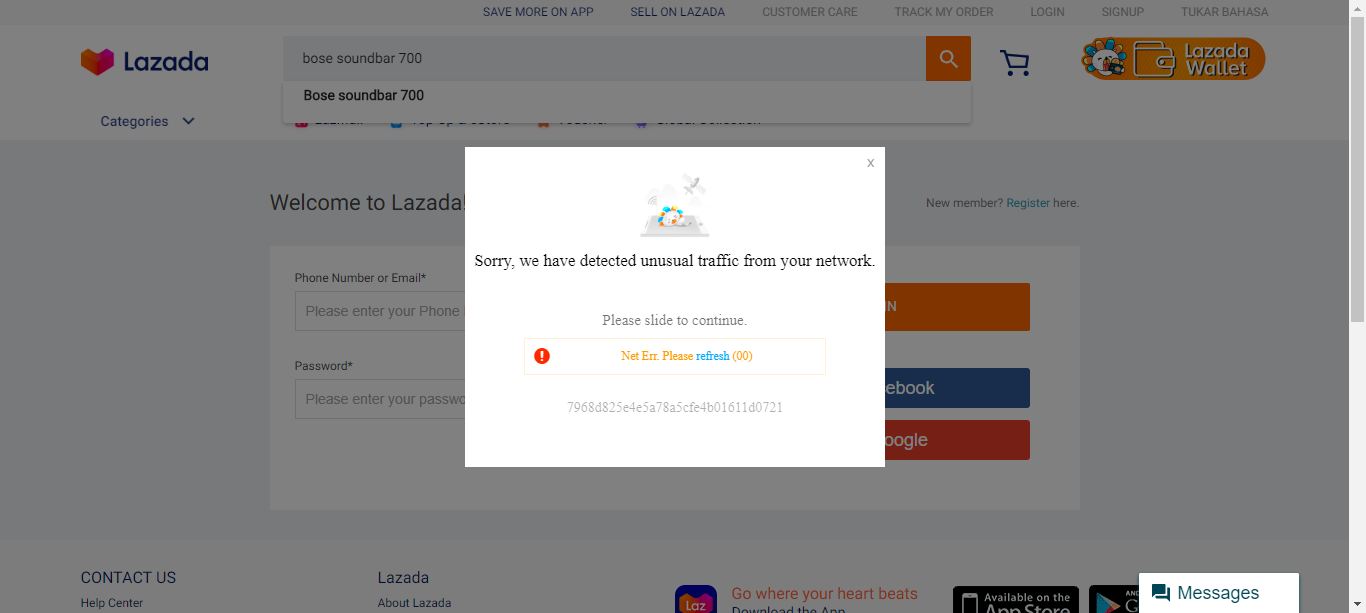 SAVE MORE ON APP SELL ON LAZADA CUSTOMER CARE TRACK MY ORDER LOGIN SIGNUP TUKAR BAHASA
Lazada
bose soundbar 700
Lazada Wallet
Bose soundbar 700
Categories
x
Welcome to Lazada!
New member? Register here.
Sorry, we have detected unusual traffic from your network.
Phone Number or Email*
Please enter your Phone
IN
Please slide to continue.
Net Err. Please refresh (00)
Password*
Please enter your passwo
ebook
oogle
7968d825e4e5a78a5cfe4b01611d0721
CONTACT US
Lazada
Help Center
About Lazada
Laz
Go where your heart beats
Download the App
Available on the
App Store
Messages